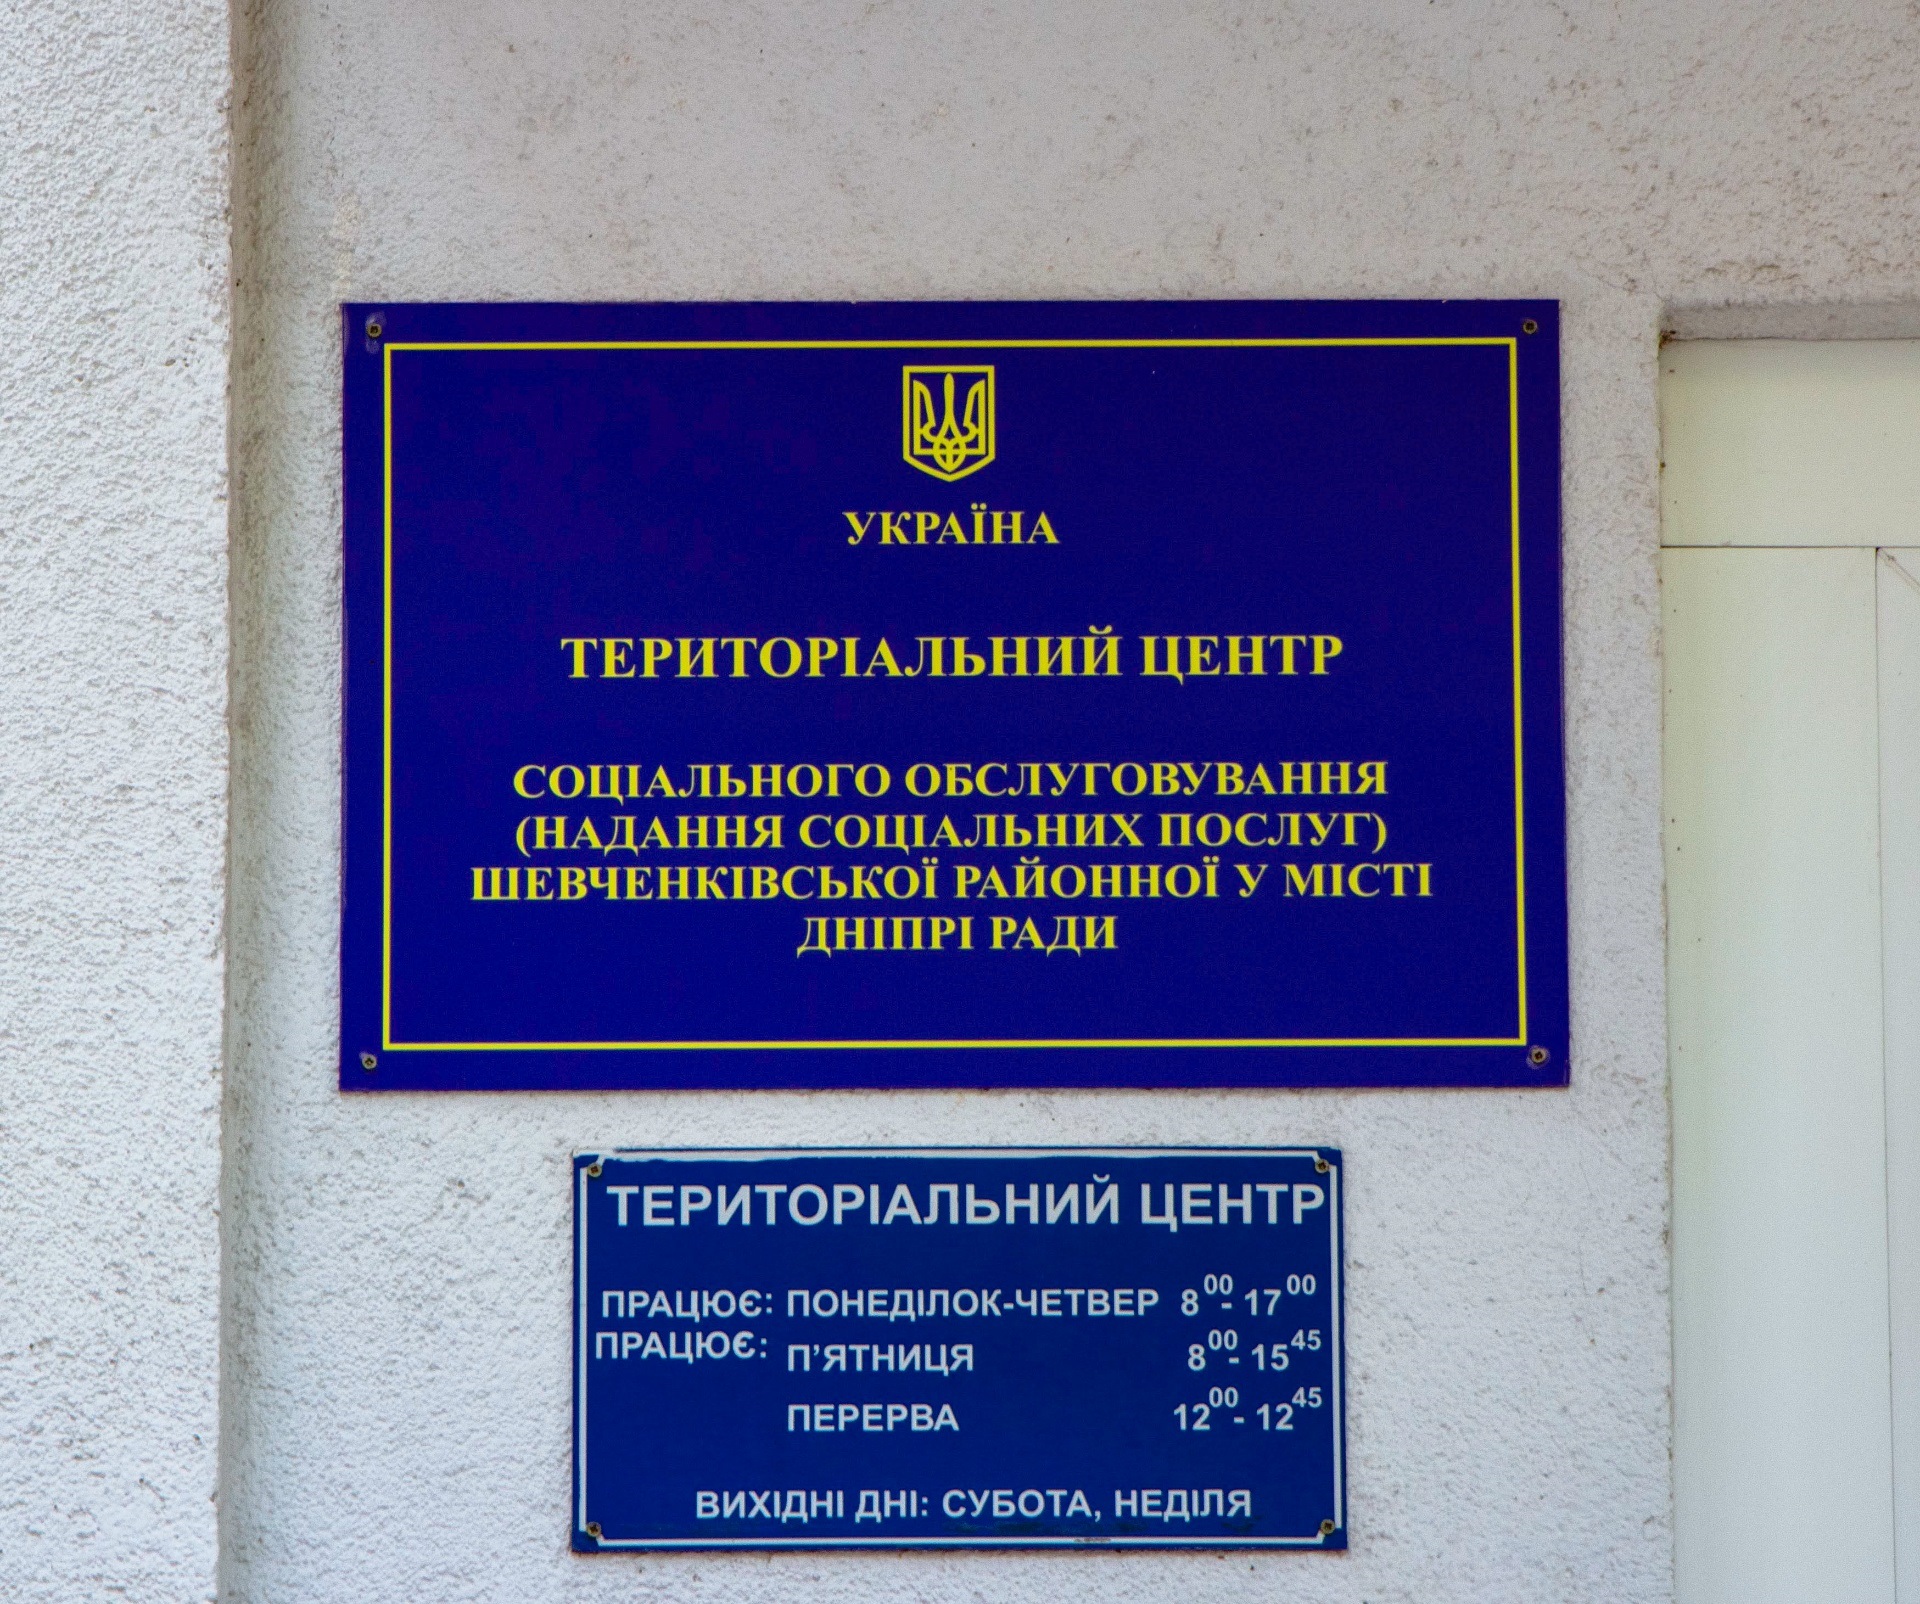 УКРАЇНА
ТЕРИТОРІАЛЬНИЙ ЦЕНТР
СОЦІАЛЬНОГО ОБСЛУГОВУВАННЯ
(НАДАННЯ СОЦІАЛЬНИХ ПОСЛУГ)
ШЕВЧЕНКІВСЬКОЇ РАЙОННОЇ У МІСТІ
ДНІПРІ РАДИ
ТЕРИТОРІАЛЬНИЙ ЦЕНТР
ПРАЦЮЄ: ПОНЕДІЛОК-ЧЕТВЕР 8⁰⁰- 17⁰⁰
ПРАЦЮЄ: П’ЯТНИЦЯ 8⁰⁰- 15⁴⁵
ПЕРЕРВА 12⁰⁰- 12⁴⁵
ВИХІДНІ ДНІ: СУБОТА, НЕДІЛЯ